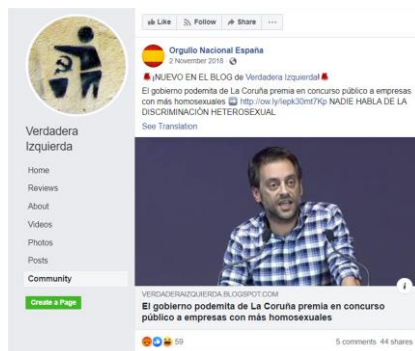 Verdadera
Izquierda
Home
Reviews
About
Videos
Photos
Posts
Community
Create a Page
Like Follow Share ...
Orgullo Nacional España
2 November 2018 ·
¡NUEVO EN EL BLOG de Verdadera Izquierda!
El gobierno podemita de La Coruña premia en concurso público a empresas
con más homosexuales http://ow.ly/Iepk30mt7Kp NADIE HABLA DE LA
DISCRIMINACIÓN HETEROSEXUAL
See Translation
VERDADERAIZQUIERDA.BLOGSPOT.COM
El gobierno podemita de La Coruña premia en concurso
público a empresas con más homosexuales
59
5 comments 44 shares